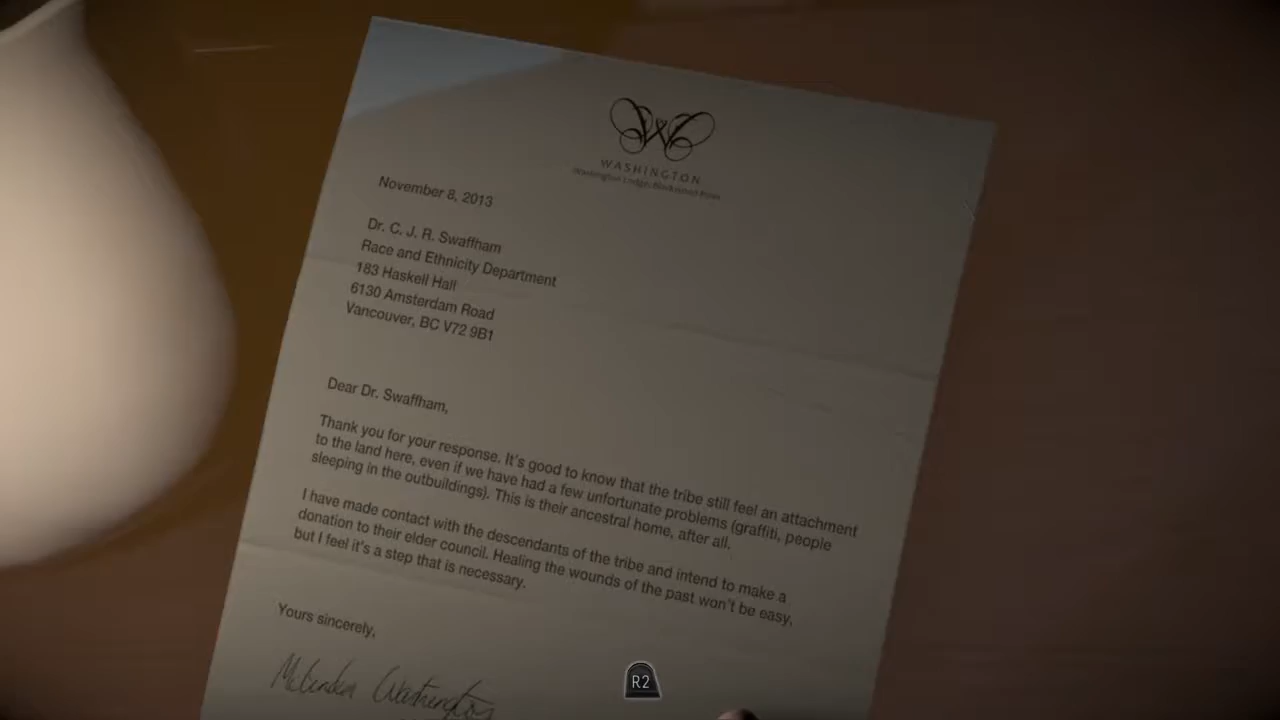 WASHINGTON
Washington Lodge, Blackwood Pines
November 8, 2013
Dr. C. J. R. Swaffham
Race and Ethnicity Department
183 Haskell Hall
6130 Amsterdam Road
Vancouver, BC V72 9B1
Dear Dr. Swaffham,
Thank you for your response. It's good to know that the tribe still feel an attachment
to the land here, even if we have had a few unfortunate problems (graffiti, people
sleeping in the outbuildings). This is their ancestral home, after all.
I have made contact with the descendants of the tribe and intend to make a
donation to their elder council. Healing the wounds of the past won't be easy,
but I feel it's a step that is necessary.
Yours sincerely,
Washington
R2